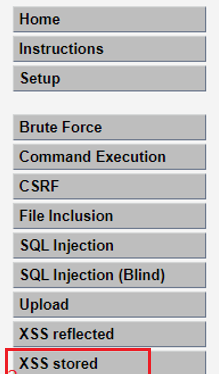 Home
Instructions
Setup
Brute Force
Command Execution
CSRF
File Inclusion
SQL Injection
SQL Injection (Blind)
Upload
XSS reflected
XSS stored